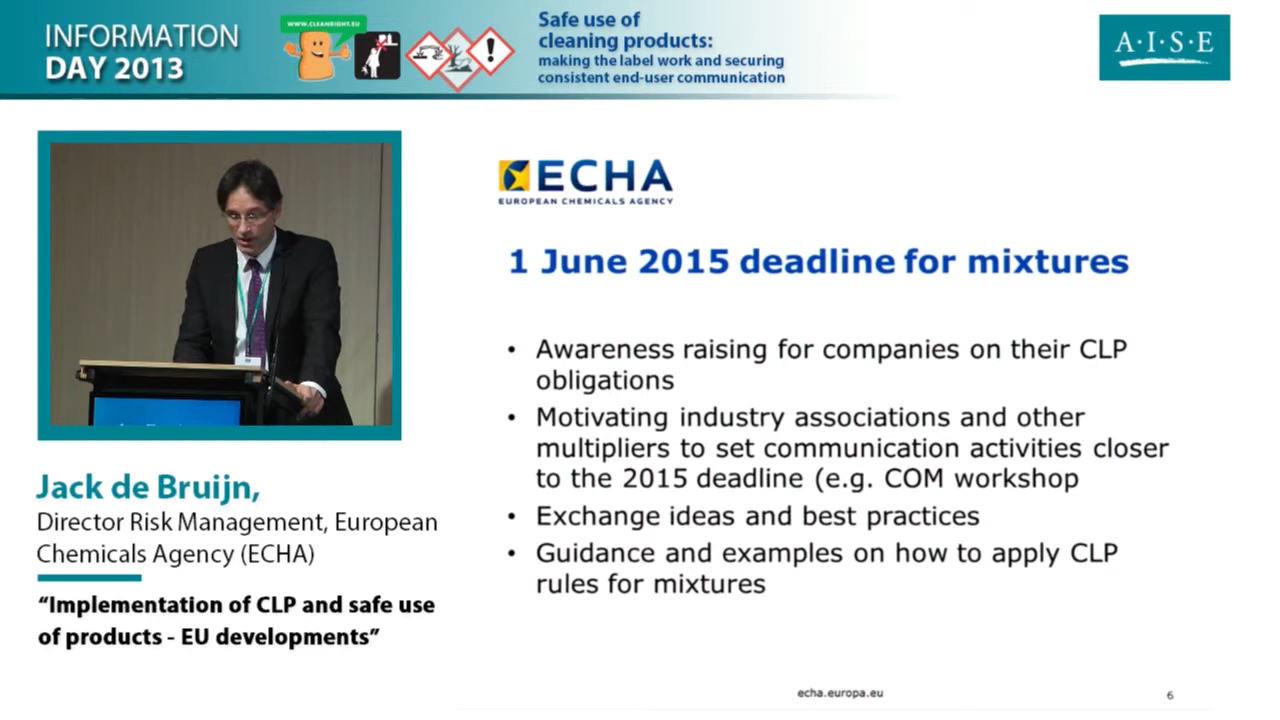 INFORMATION
DAY 2013
WWW.CLEANRIGHT.EU
Safe use of
cleaning products:
making the label work and securing
consistent end-user communication
A·I·S·E
ECHA
EUROPEAN CHEMICALS AGENCY
1 June 2015 deadline for mixtures
• Awareness raising for companies on their CLP
obligations
• Motivating industry associations and other
multipliers to set communication activities closer
to the 2015 deadline (e.g. COM workshop
• Exchange ideas and best practices
• Guidance and examples on how to apply CLP
rules for mixtures
Jack de Bruijn,
Director Risk Management, European
Chemicals Agency (ECHA)
“Implementation of CLP and safe use
of products - EU developments”
echa.europa.eu
6